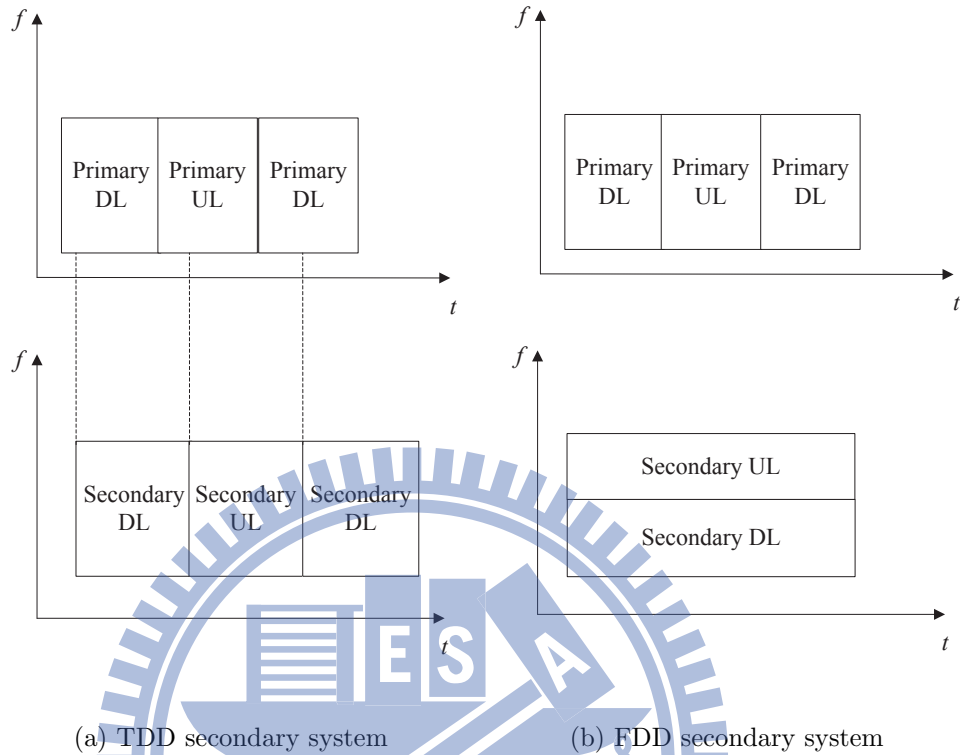 f
Primary DL
Primary UL
Primary DL
t
f
Primary DL
Primary UL
Primary DL
t
f
Secondary DL
Secondary UL
Secondary DL
t
(a) TDD secondary system
f
Secondary UL
Secondary DL
t
(b) FDD secondary system
E S A